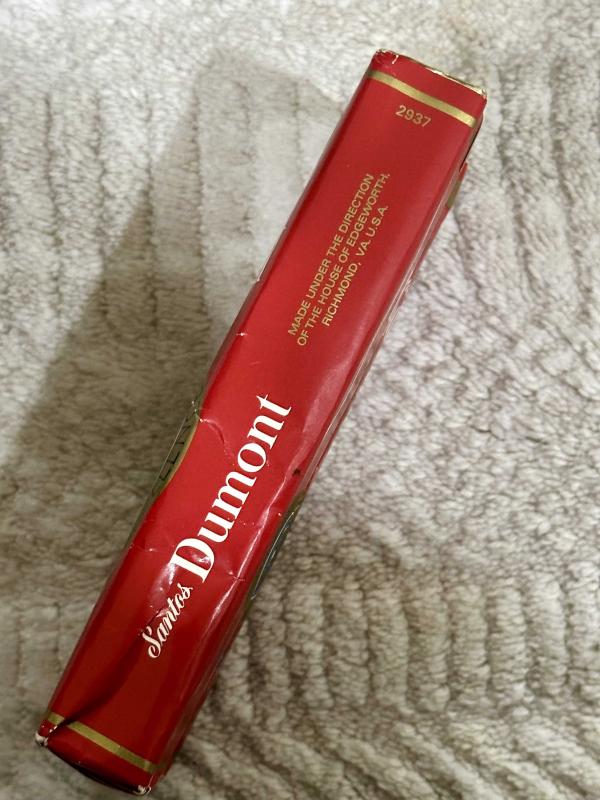 2937
MADE UNDER THE DIRECTION
OF THE HOUSE OF EDGEWORTH,
RICHMOND, VA. U.S.A.
Santos Dumont